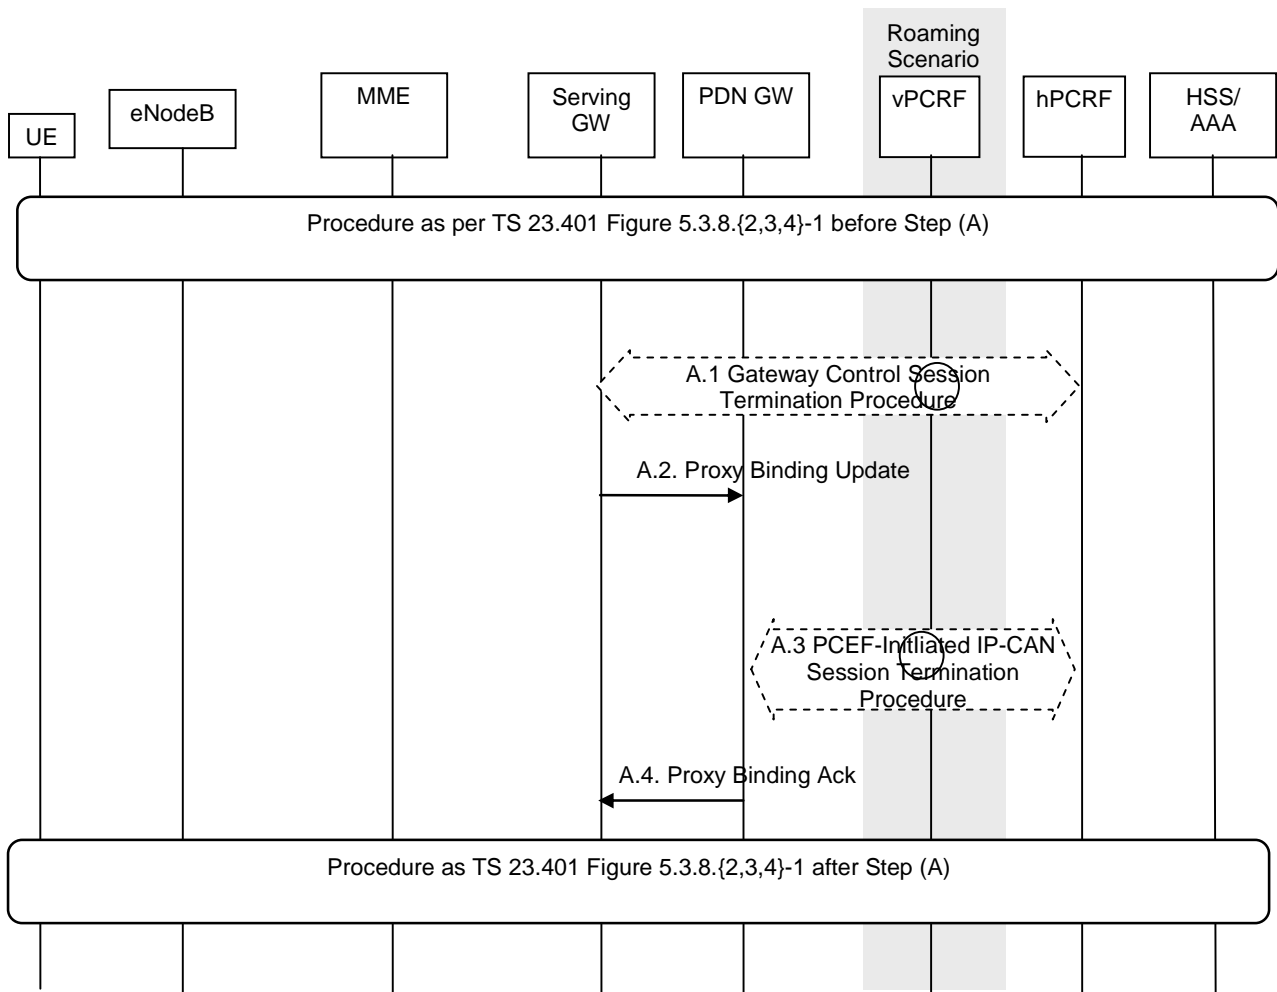 Roaming
Scenario
UE
eNodeB
MME
Serving
GW
PDN GW
vPCRF
hPCRF
HSS/
AAA
Procedure as per TS 23.401 Figure 5.3.8.{2,3,4}-1 before Step (A)
A.1 Gateway Control Session
Termination Procedure
A.2. Proxy Binding Update
A.3 PCEF-Initliated IP-CAN
Session Termination
Procedure
A.4. Proxy Binding Ack
Procedure as TS 23.401 Figure 5.3.8.{2,3,4}-1 after Step (A)